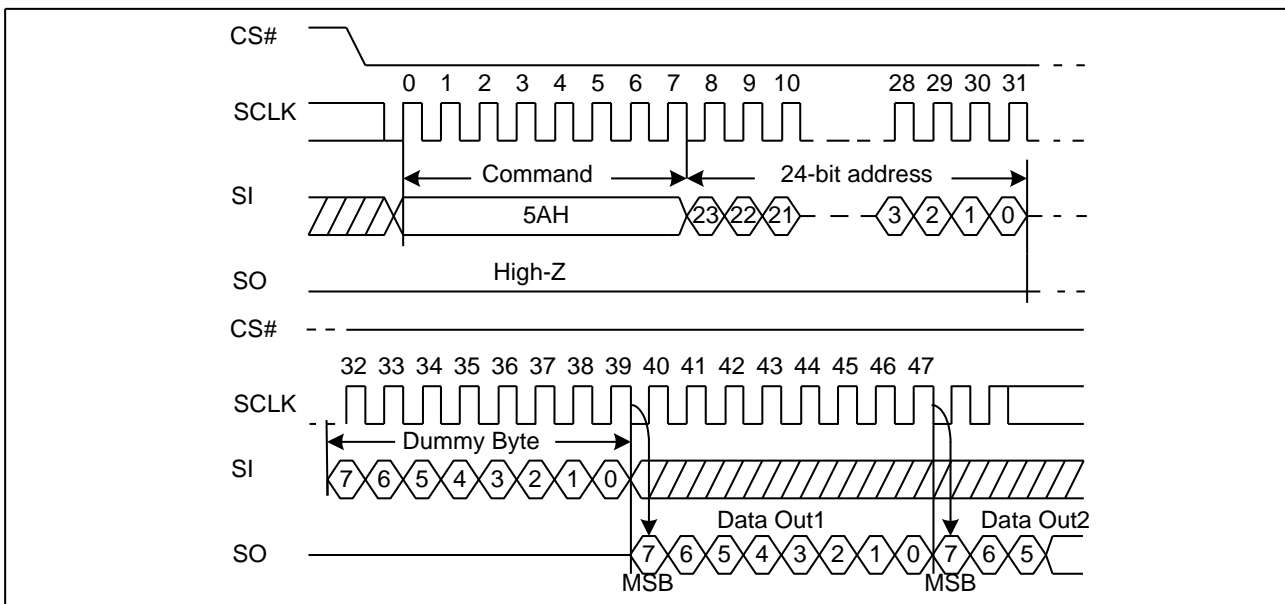 CS#
0 1 2 3 4 5 6 7 8 9 10 28 29 30 31
SCLK
Command 24-bit address
SI
5AH 23 22 21 3 2 1 0
High-Z
SO
CS#
32 33 34 35 36 37 38 39 40 41 42 43 44 45 46 47
SCLK
Dummy Byte
SI
7 6 5 4 3 2 1 0
Data Out1 Data Out2
SO
7 6 5 4 3 2 1 0 7 6 5
MSB MSB